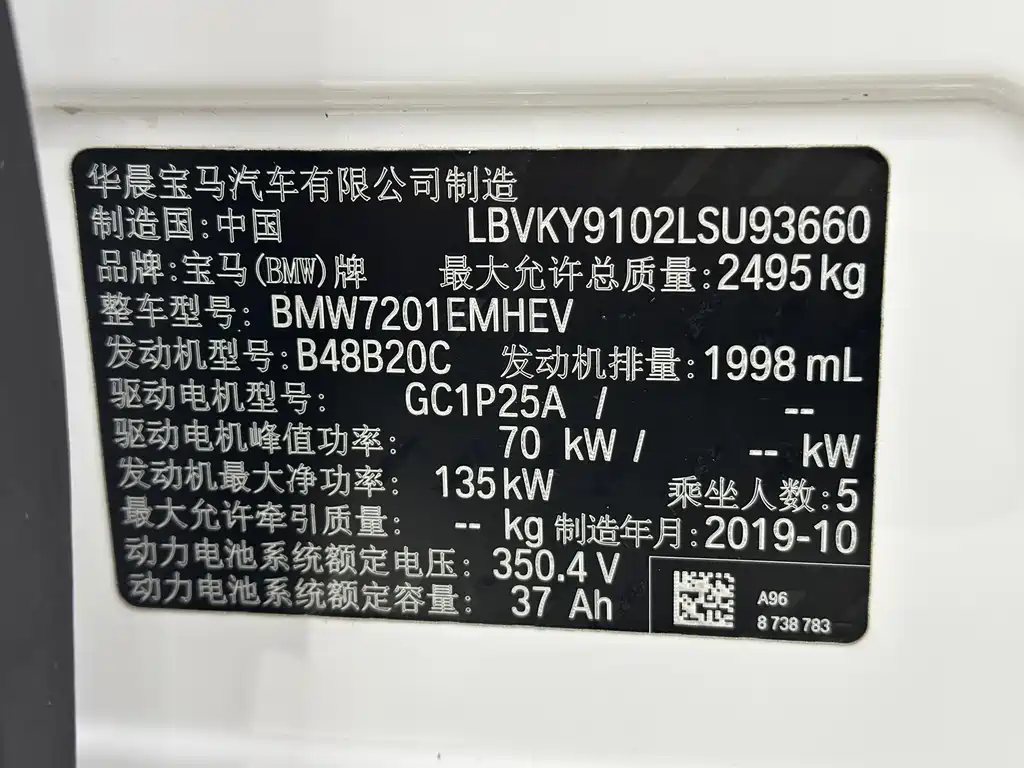 华晨宝马汽车有限公司制造
制造国:中国 LBVKY9102LSU93660
品牌:宝马(BMW)牌 最大允许总质量:2495kg
整车型号: BMW7201EMHEV
发动机型号:B48B20C 发动机排量:1998 mL
驱动电机型号: GC1P25A / --
驱动电机峰值功率: 70 kW / -- kW
发动机最大净功率: 135kW 乘坐人数:5
最大允许牵引质量: -- kg 制造年月:2019-10
动力电池系统额定电压: 350.4 V
动力电池系统额定容量: 37 Ah
A96
8 738 783